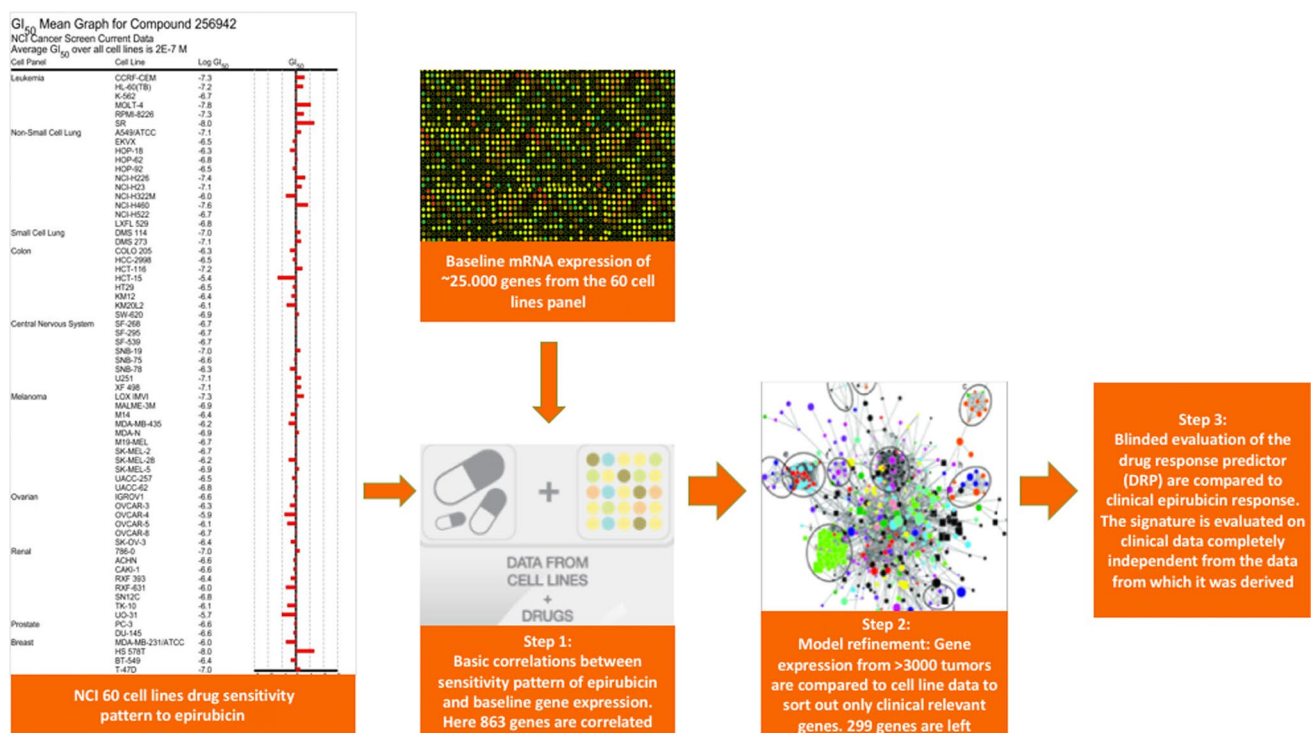 GI50 Mean Graph for Compound 256942
NCI Cancer Screen Current Data
Average GI50 over all cell lines is 2E-7 M
Cell Panel Cell Line Log GI50 GI50
Leukemia CCRF-CEM -7.3
HL-60(TB) -7.2
K-562 -6.7
MOLT-4 -7.8
RPMI-8226 -7.3
SR -8.0
Non-Small Cell Lung A549/ATCC -7.1
EKVX -6.5
HOP-18 -6.3
HOP-62 -6.8
HOP-92 -6.5
NCI-H226 -7.4
NCI-H23 -7.1
NCI-H322M -6.0
NCI-H460 -7.6
NCI-H522 -6.7
LXFL 529 -6.8
Small Cell Lung DMS 114 -7.0
DMS 273 -7.1
Colon COLO 205 -6.3
HCC-2998 -6.5
HCT-116 -7.2
HCT-15 -5.4
HT29 -6.5
KM12 -6.4
KM20L2 -6.1
SW-620 -6.9
Central Nervous System SF-268 -6.7
SF-295 -6.7
SF-539 -6.7
SNB-19 -7.0
SNB-75 -6.6
SNB-78 -6.3
U251 -7.1
XF 498 -7.1
Melanoma LOX IMVI -7.3
MALME-3M -6.9
M14 -6.4
MDA-MB-435 -6.2
MDA-N -6.9
M19-MEL -6.7
SK-MEL-2 -6.7
SK-MEL-28 -6.2
SK-MEL-5 -6.9
UACC-257 -6.5
UACC-62 -6.8
Ovarian IGROV1 -6.6
OVCAR-3 -6.3
OVCAR-4 -5.9
OVCAR-5 -6.1
OVCAR-8 -6.7
SK-OV-3 -6.4
Renal 786-0 -7.0
ACHN -6.6
CAKI-1 -6.6
RXF 393 -6.4
RXF-631 -6.0
SN12C -6.8
TK-10 -6.1
UO-31 -5.7
Prostate PC-3 -6.6
DU-145 -6.6
Breast MDA-MB-231/ATCC -6.0
HS 578T -8.0
BT-549 -6.4
T-47D -7.0
NCI 60 cell lines drug sensitivity
pattern to epirubicin
Baseline mRNA expression of
~25.000 genes from the 60 cell
lines panel
DATA FROM
CELL LINES
+
DRUGS
Step 1:
Basic correlations between
sensitivity pattern of epirubicin
and baseline gene expression.
Here 863 genes are correlated
Step 2:
Model refinement: Gene
expression from >3000 tumors
are compared to cell line data to
sort out only clinical relevant
genes. 299 genes are left
Step 3:
Blinded evaluation of the
drug response predictor
(DRP) are compared to
clinical epirubicin response.
The signature is evaluated on
clinical data completely
independent from the data
from which it was derived